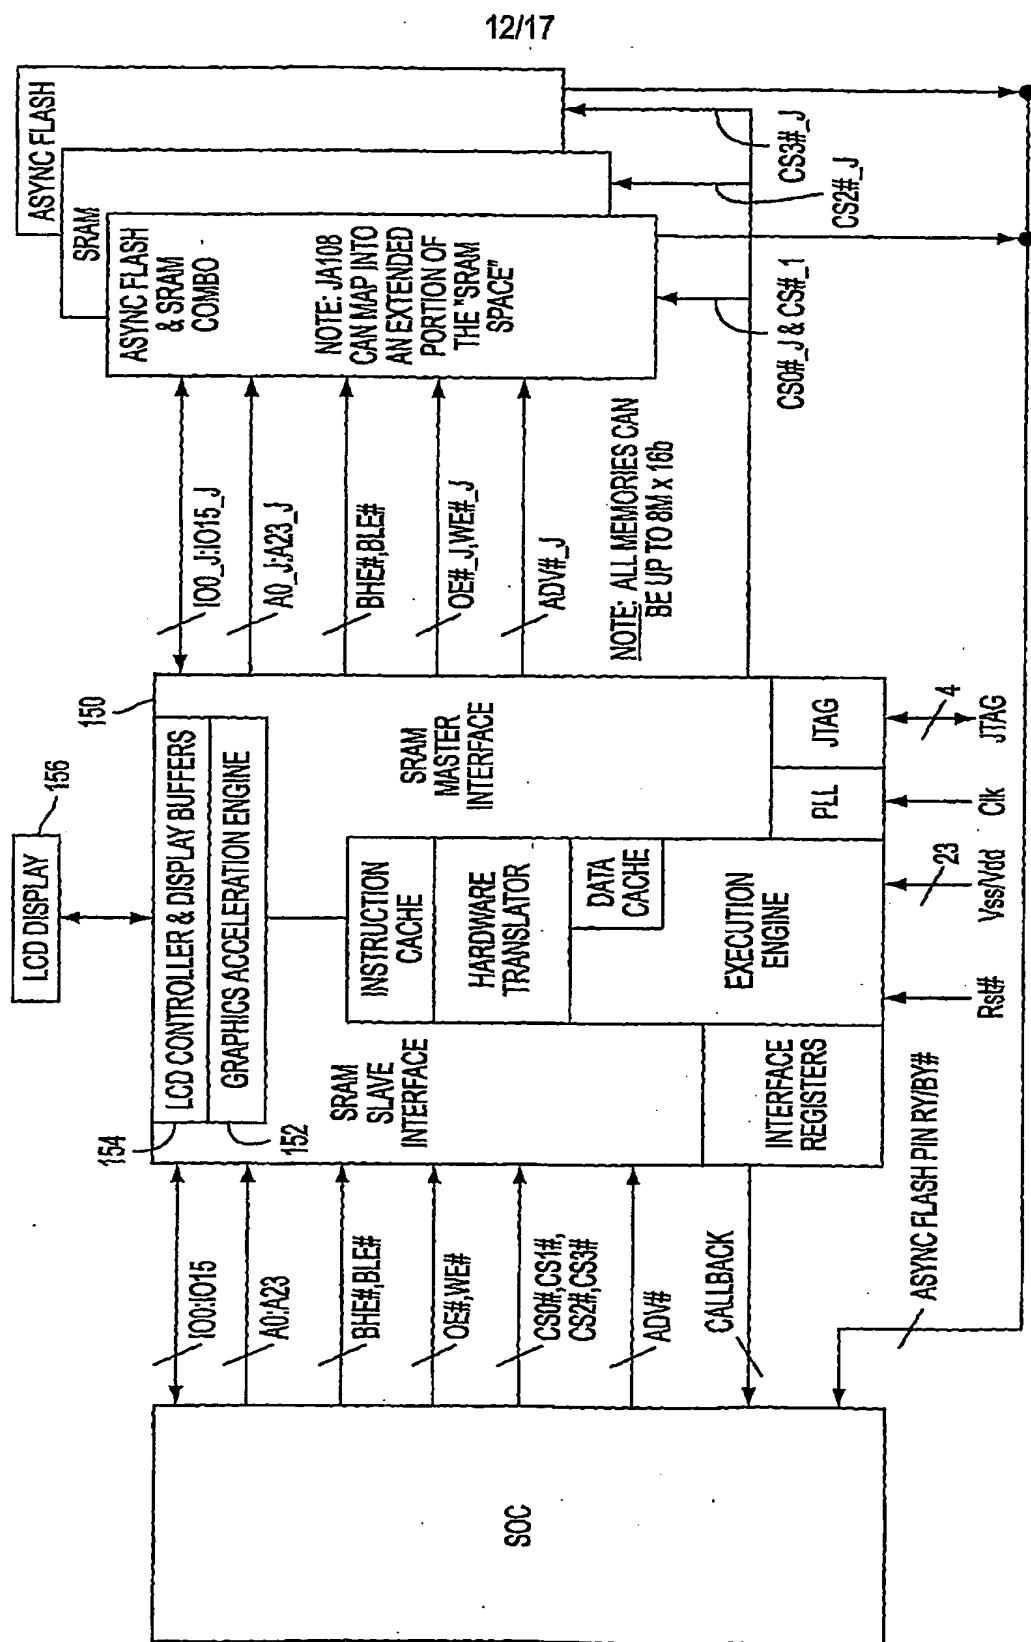 12/17
LCD DISPLAY
156
150
154
LCD CONTROLLER & DISPLAY BUFFERS
152
GRAPHICS ACCELERATION ENGINE
SOC
IO0:IO15
A0:A23
BHE#,BLE#
OE#,WE#
CS0#,CS1#,
CS2#,CS3#
ADV#
CALLBACK
ASYNC FLASH PIN RY/BY#
SRAM
SLAVE
INTERFACE
INTERFACE
REGISTERS
INSTRUCTION
CACHE
HARDWARE
TRANSLATOR
DATA
CACHE
EXECUTION
ENGINE
SRAM
MASTER
INTERFACE
PLL
JTAG
Rst#
23
Vss/Vdd
Clk
4
JTAG
IO0_J:IO15_J
A0_J:A23_J
BHE#,BLE#
OE#_J,WE#_J
ADV#_J
NOTE: ALL MEMORIES CAN
BE UP TO 8M x 16b
ASYNC FLASH
& SRAM
COMBO
NOTE: JA108
CAN MAP INTO
AN EXTENDED
PORTION OF
THE "SRAM
SPACE"
SRAM
ASYNC FLASH
CS0#_J & CS#_1
CS2#_J
CS3#_J